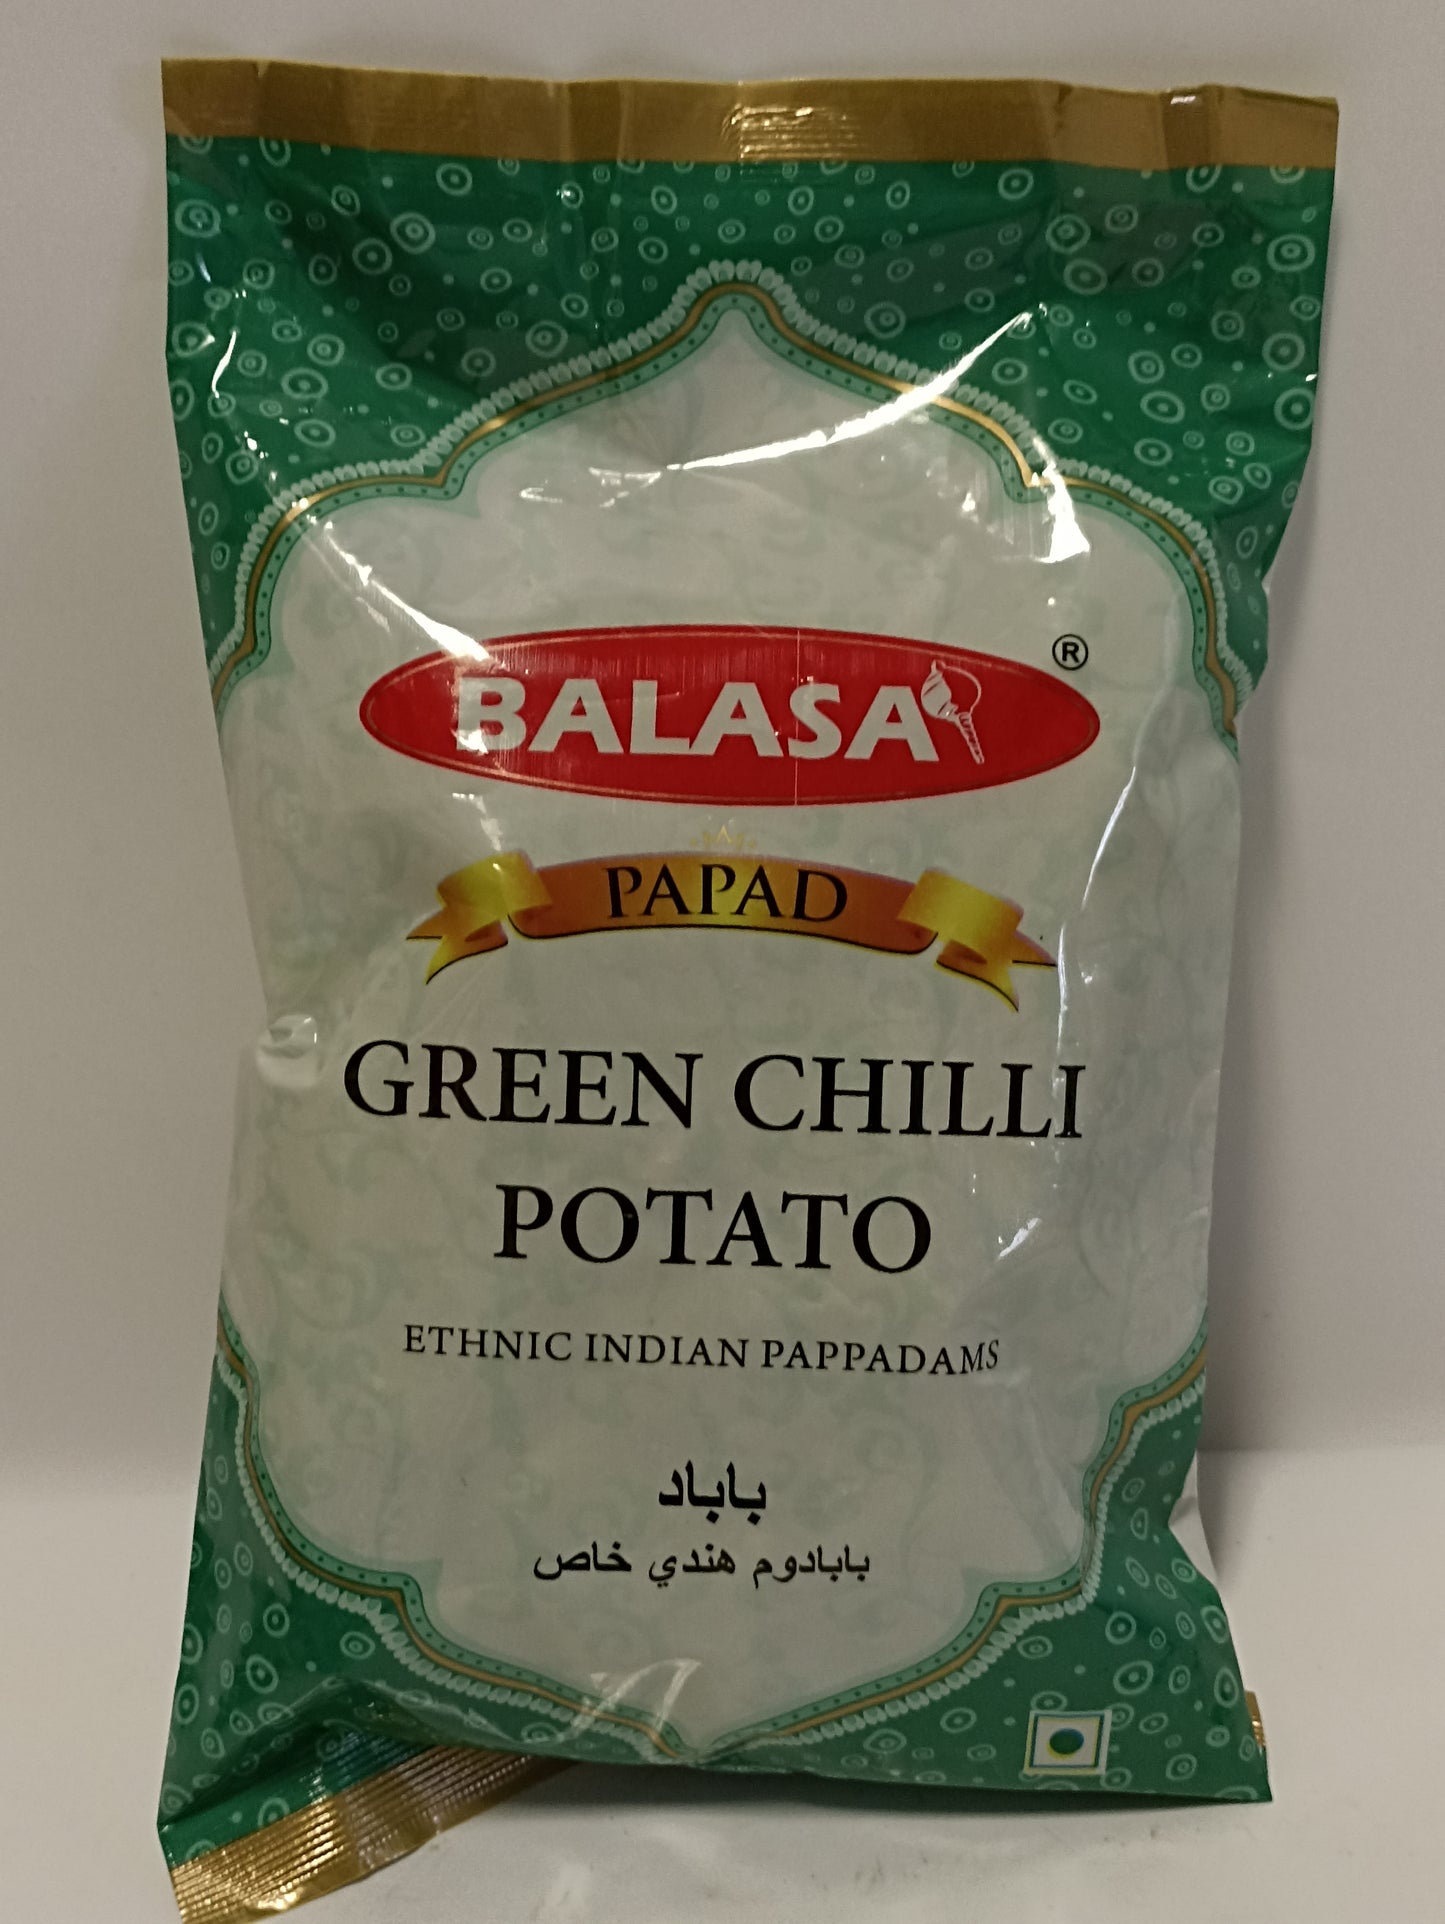 BALASA ®
PAPAD
GREEN CHILLI
POTATO
ETHNIC INDIAN PAPPADAMS
باباد
بابادوم هندي خاص